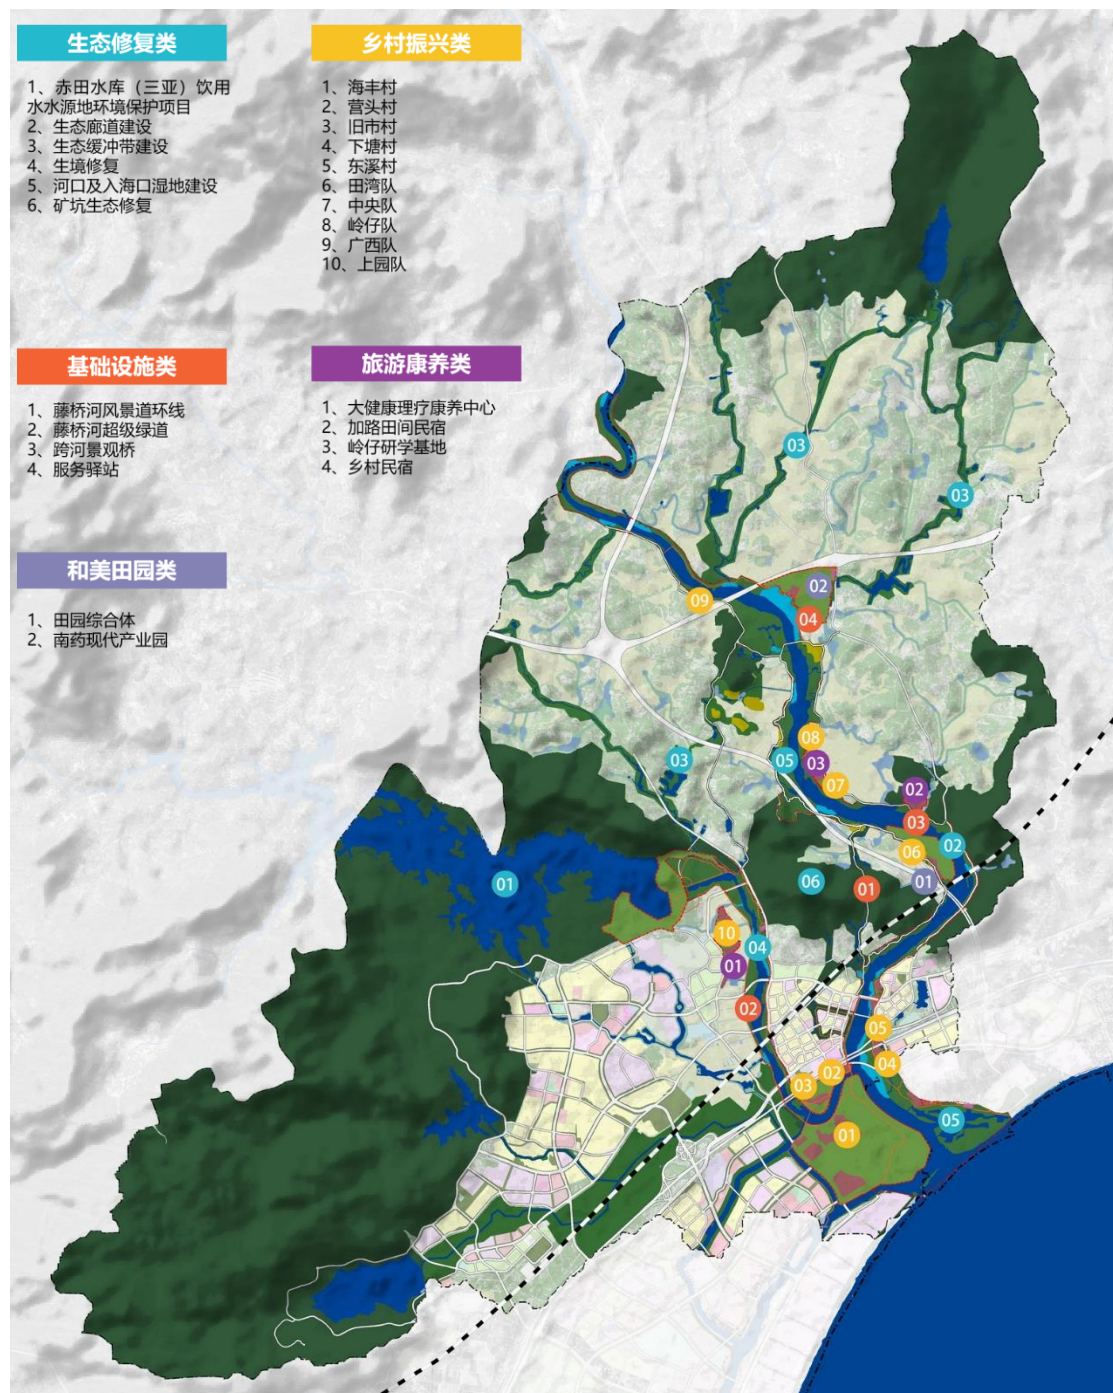 生态修复类
1、赤田水库（三亚）饮用
水水源地环境保护项目
2、生态廊道建设
3、生态缓冲带建设
4、生境修复
5、河口及入海口湿地建设
6、矿坑生态修复
乡村振兴类
1、海丰村
2、营头村
3、旧市村
4、下塘村
5、东溪村
6、田湾队
7、中央队
8、岭仔队
9、广西队
10、上园队
基础设施类
1、藤桥河风景道环线
2、藤桥河超级绿道
3、跨河景观桥
4、服务驿站
旅游康养类
1、大健康理疗康养中心
2、加路田间民宿
3、岭仔研学基地
4、乡村民宿
和美田园类
1、田园综合体
2、南药现代产业园
03
03
02
09
04
08
03
05
03
07
02
03
02
06
01
06
01
01
10
04
01
02
05
04
02
03
05
01